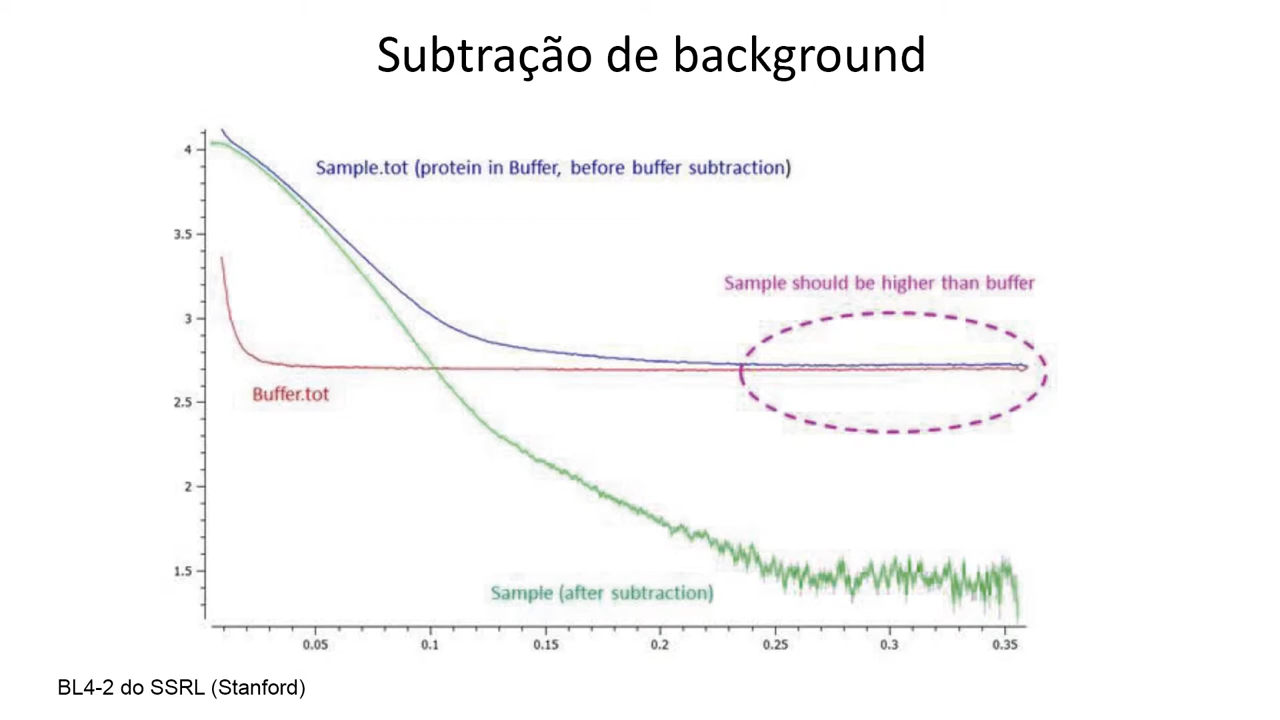 Subtração de background
4
Sample.tot (protein in Buffer, before buffer subtraction)
3.5
Sample should be higher than buffer
3
Buffer.tot
2.5
2
1.5
Sample (after subtraction)
0.05 0.1 0.15 0.2 0.25 0.3 0.35
BL4-2 do SSRL (Stanford)